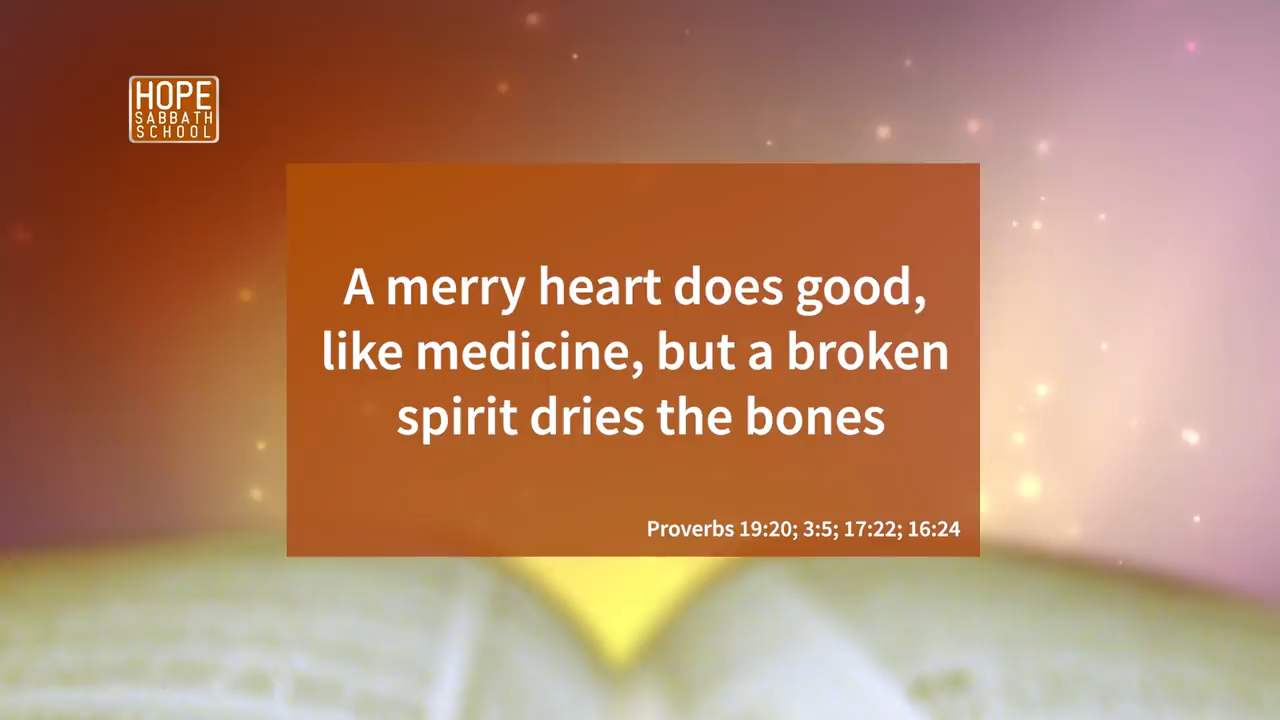 HOPE
SABBATH
SCHOOL
A merry heart does good,
like medicine, but a broken
spirit dries the bones
Proverbs 19:20; 3:5; 17:22; 16:24